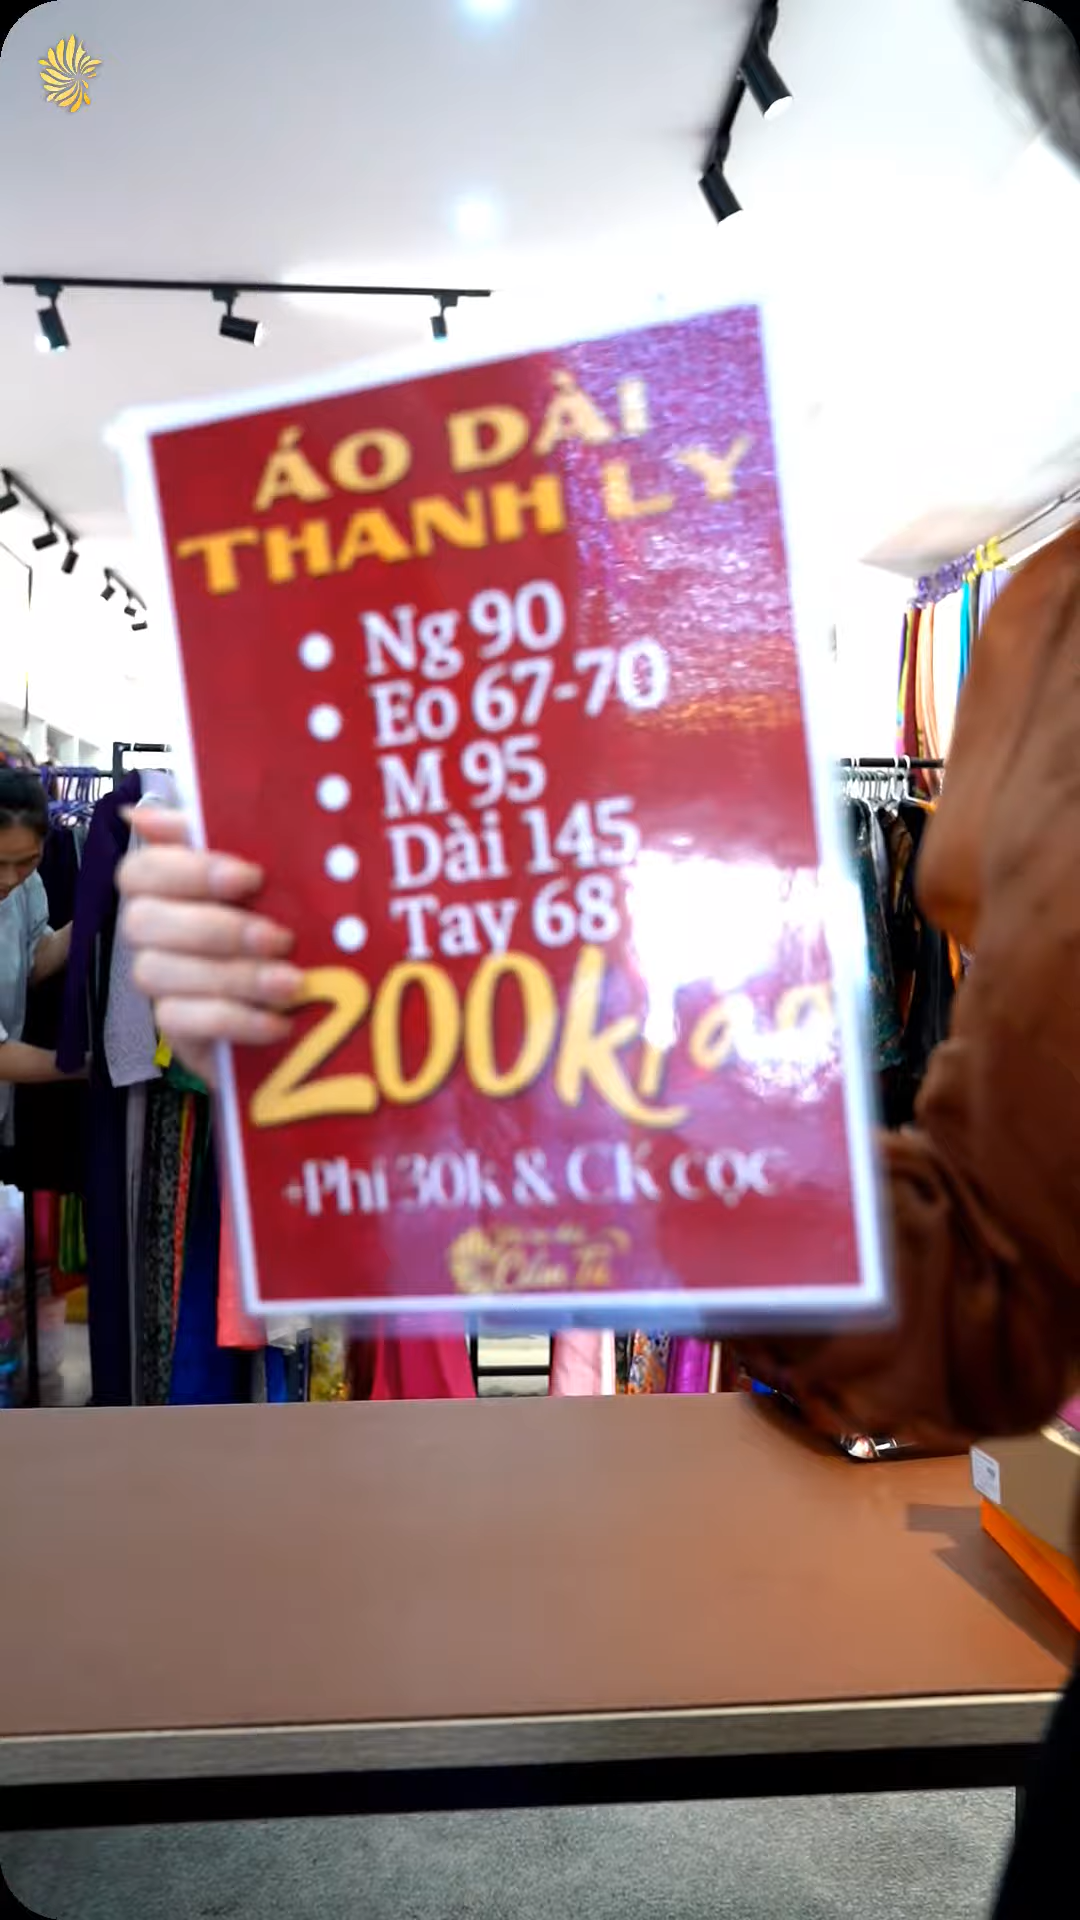 ÁO DÀI
THANH LY
• Ng 90
• Eo 67-70
• M 95
• Dài 145
• Tay 68
200k
+Phí 30k & CK cọc